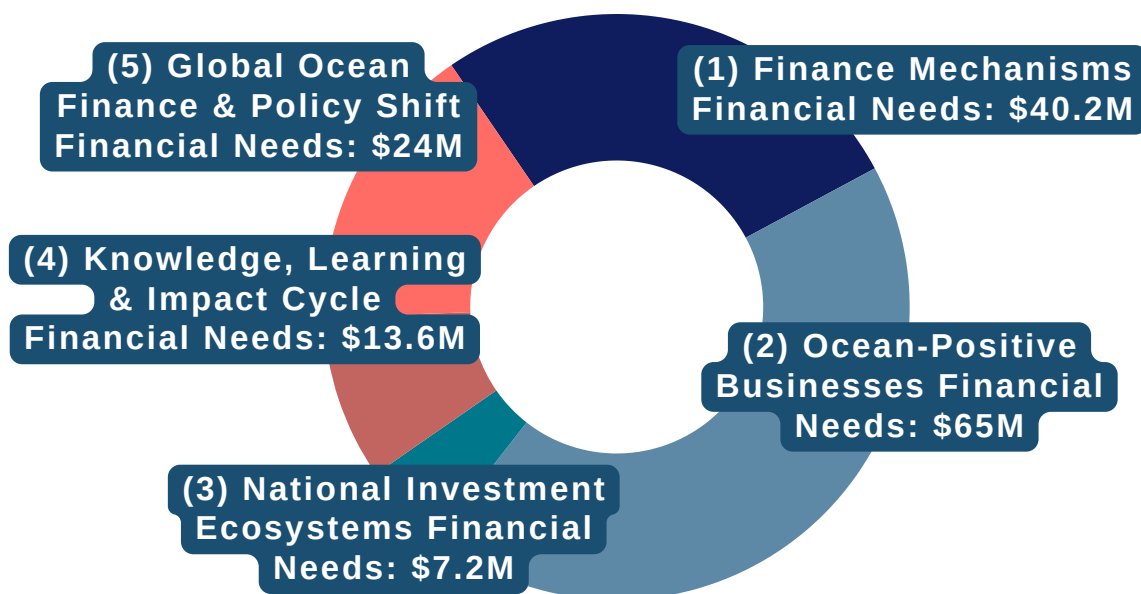 (1) Finance Mechanisms
Financial Needs: $40.2M
(2) Ocean-Positive
Businesses Financial
Needs: $65M
(3) National Investment
Ecosystems Financial
Needs: $7.2M
(4) Knowledge, Learning
& Impact Cycle
Financial Needs: $13.6M
(5) Global Ocean
Finance & Policy Shift
Financial Needs: $24M